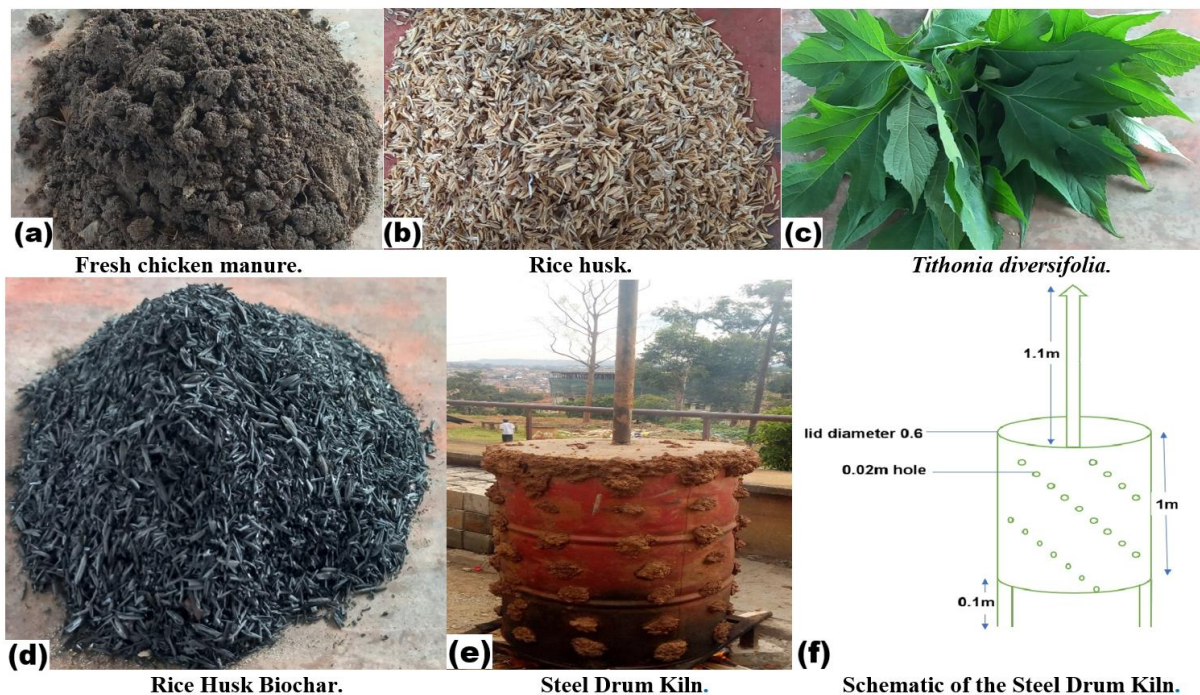 (a)
(b)
(c)
Fresh chicken manure.
Rice husk.
Tithonia diversifolia.
1.1m
lid diameter 0.6
0.02m hole
1m
0.1m
(d)
(e)
(f)
Rice Husk Biochar.
Steel Drum Kiln.
Schematic of the Steel Drum Kiln.